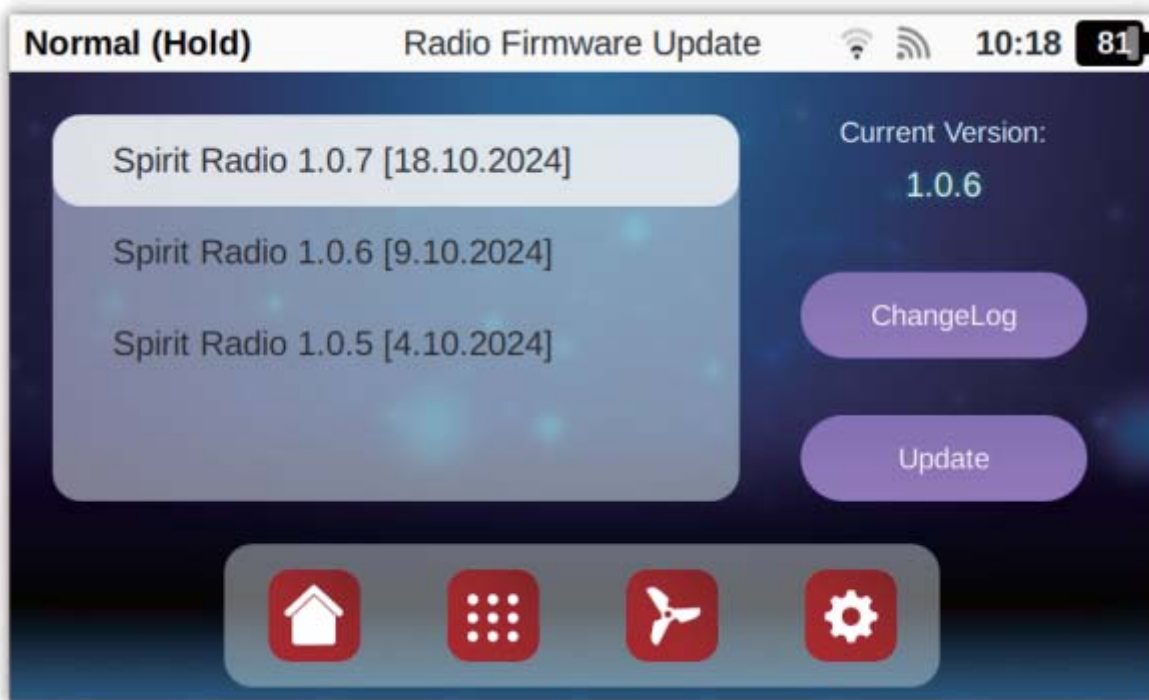 Normal (Hold) Radio Firmware Update 10:18 81
Spirit Radio 1.0.7 [18.10.2024]
Spirit Radio 1.0.6 [9.10.2024]
Spirit Radio 1.0.5 [4.10.2024]
Current Version:
1.0.6
ChangeLog
Update